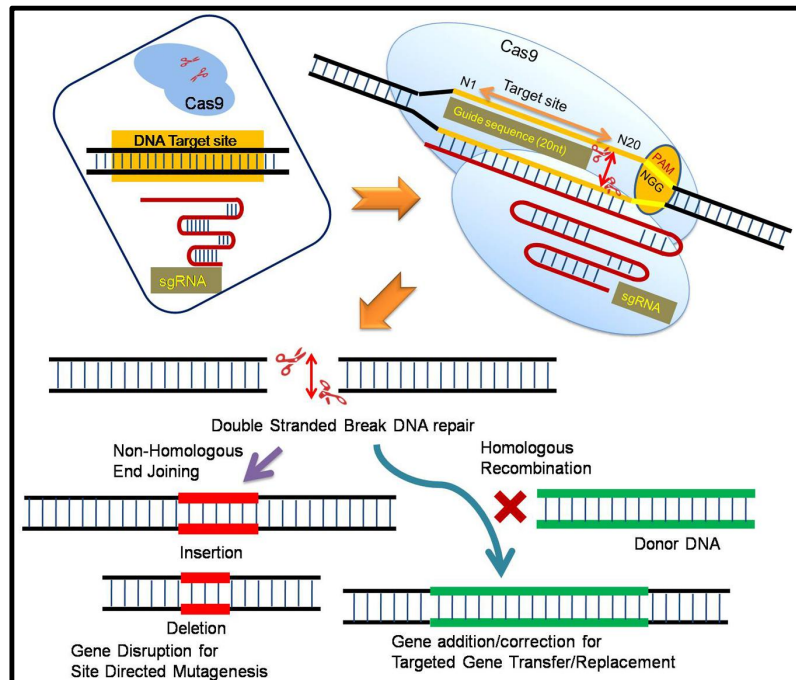 Cas9
DNA Target site
sgRNA
Cas9
N1
Target site
Guide sequence (20nt)
N20
PAM
NGG
sgRNA
Double Stranded Break DNA repair
Non-Homologous
End Joining
Homologous
Recombination
Insertion
Donor DNA
Deletion
Gene Disruption for
Site Directed Mutagenesis
Gene addition/correction for
Targeted Gene Transfer/Replacement